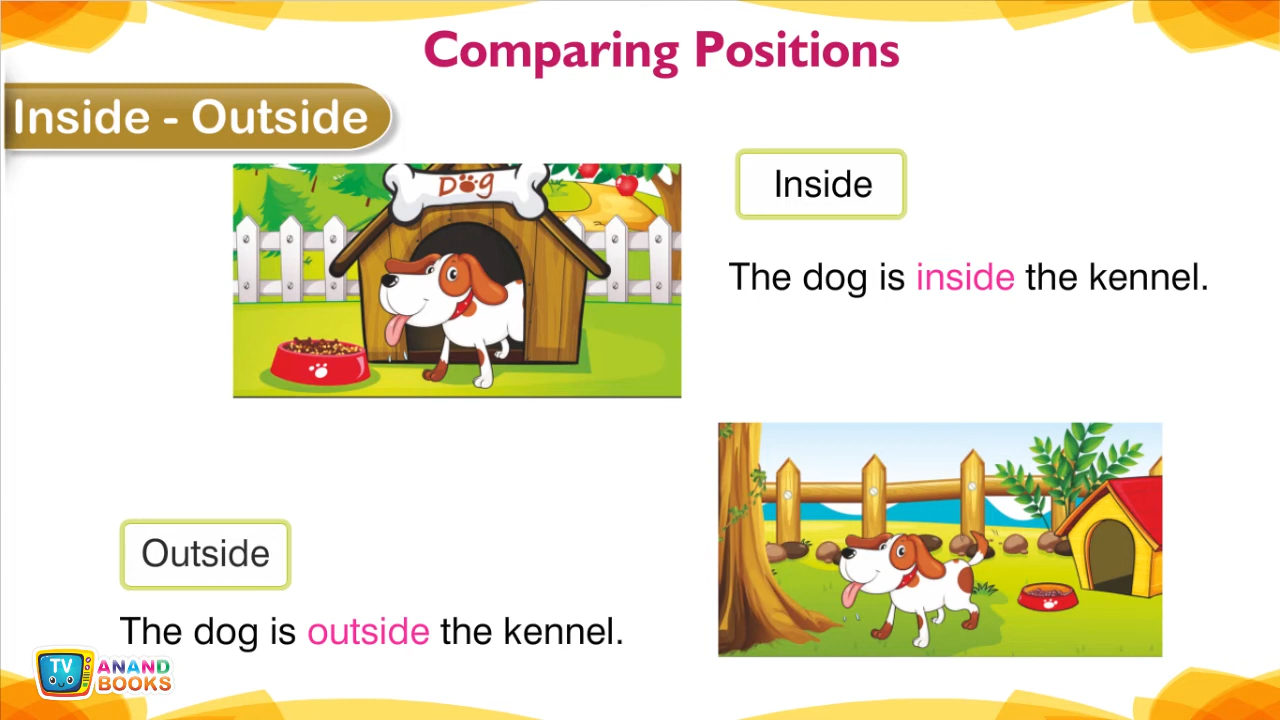 Comparing Positions
Inside - Outside
Dog
Inside
The dog is inside the kennel.
Outside
The dog is outside the kennel.
TV
ANAND
BOOKS